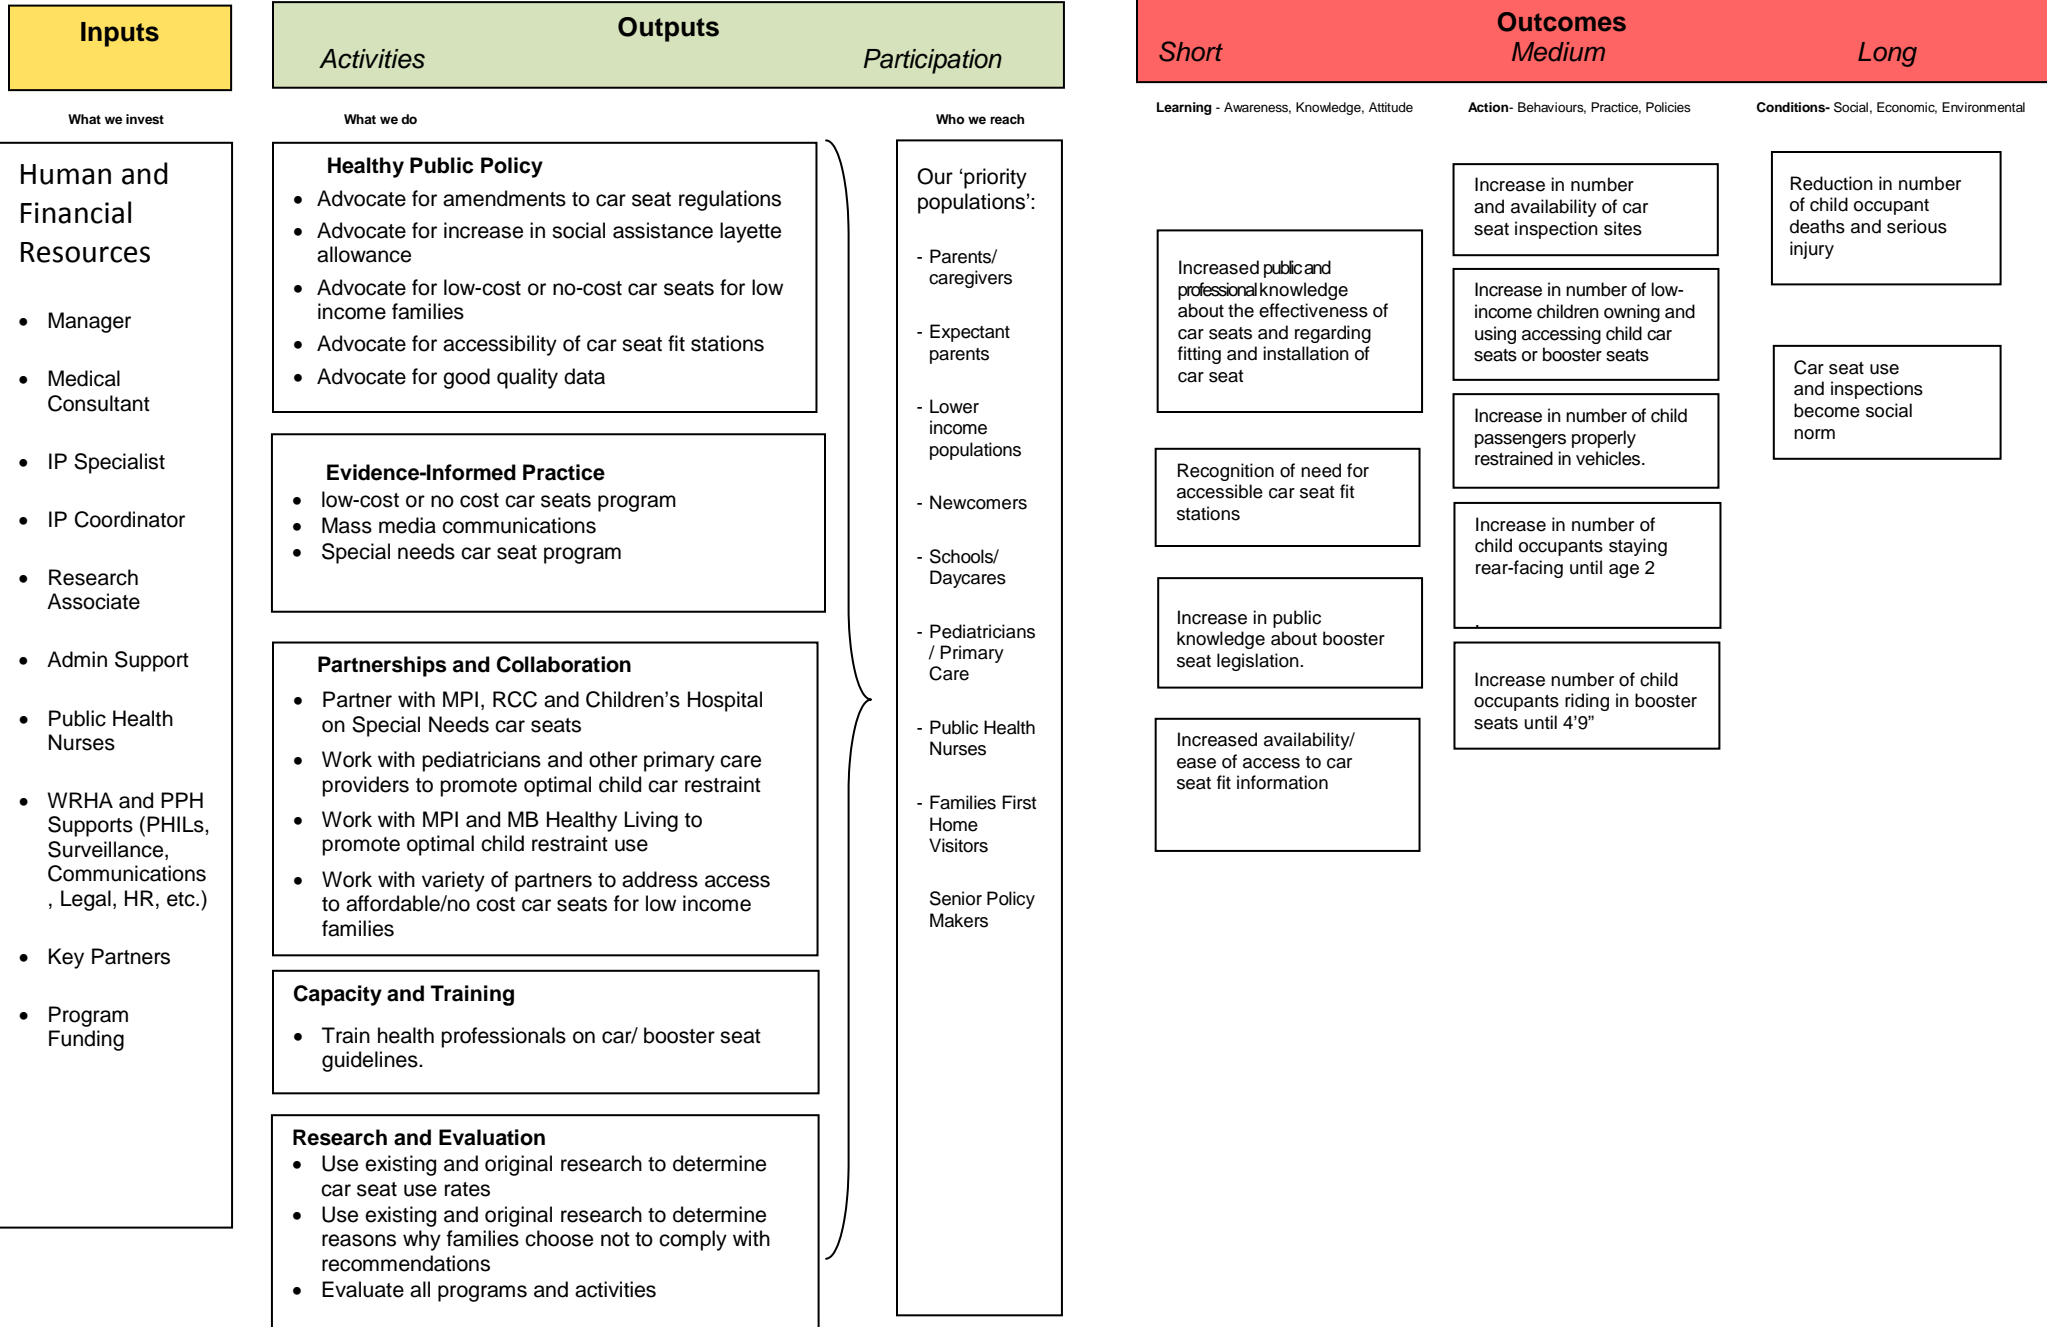 Inputs
Outputs
Activities
Participation
Outcomes
Short
Medium
Long
What we invest
What we do
Who we reach
Learning - Awareness, Knowledge, Attitude
Action- Behaviours, Practice, Policies
Conditions- Social, Economic, Environmental
Human and
Financial
Resources
• Manager
• Medical
Consultant
• IP Specialist
• IP Coordinator
• Research
Associate
• Admin Support
• Public Health
Nurses
• WRHA and PPH
Supports (PHILs,
Surveillance,
Communications
, Legal, HR, etc.)
• Key Partners
• Program
Funding
Healthy Public Policy
• Advocate for amendments to car seat regulations
• Advocate for increase in social assistance layette
allowance
• Advocate for low-cost or no-cost car seats for low
income families
• Advocate for accessibility of car seat fit stations
• Advocate for good quality data
Evidence-Informed Practice
• low-cost or no cost car seats program
• Mass media communications
• Special needs car seat program
Partnerships and Collaboration
• Partner with MPI, RCC and Children’s Hospital
on Special Needs car seats
• Work with pediatricians and other primary care
providers to promote optimal child car restraint
• Work with MPI and MB Healthy Living to
promote optimal child restraint use
• Work with variety of partners to address access
to affordable/no cost car seats for low income
families
Capacity and Training
• Train health professionals on car/ booster seat
guidelines.
Research and Evaluation
• Use existing and original research to determine
car seat use rates
• Use existing and original research to determine
reasons why families choose not to comply with
recommendations
• Evaluate all programs and activities
Our ‘priority
populations’:
- Parents/
caregivers
- Expectant
parents
- Lower
income
populations
- Newcomers
- Schools/
Daycares
- Pediatricians
/ Primary
Care
- Public Health
Nurses
- Families First
Home
Visitors
Senior Policy
Makers
Increased public and
professional knowledge
about the effectiveness of
car seats and regarding
fitting and installation of
car seat
Recognition of need for
accessible car seat fit
stations
Increase in public
knowledge about booster
seat legislation.
Increased availability/
ease of access to car
seat fit information
Increase in number
and availability of car
seat inspection sites
Increase in number of low-
income children owning and
using accessing child car
seats or booster seats
Increase in number of child
passengers properly
restrained in vehicles.
Increase in number of
child occupants staying
rear-facing until age 2
.
Increase number of child
occupants riding in booster
seats until 4’9”
Reduction in number
of child occupant
deaths and serious
injury
Car seat use
and inspections
become social
norm